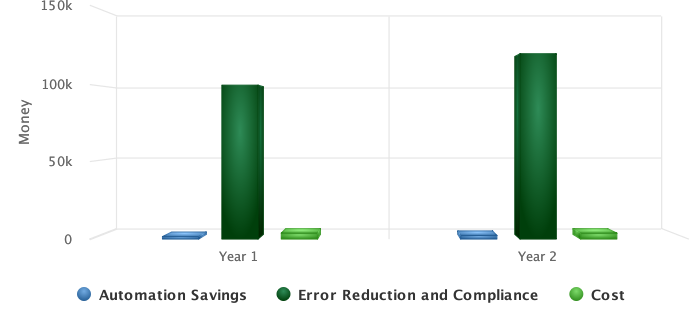 150k
100k
50k
0
Money
Year 1
Year 2
Automation Savings
Error Reduction and Compliance
Cost